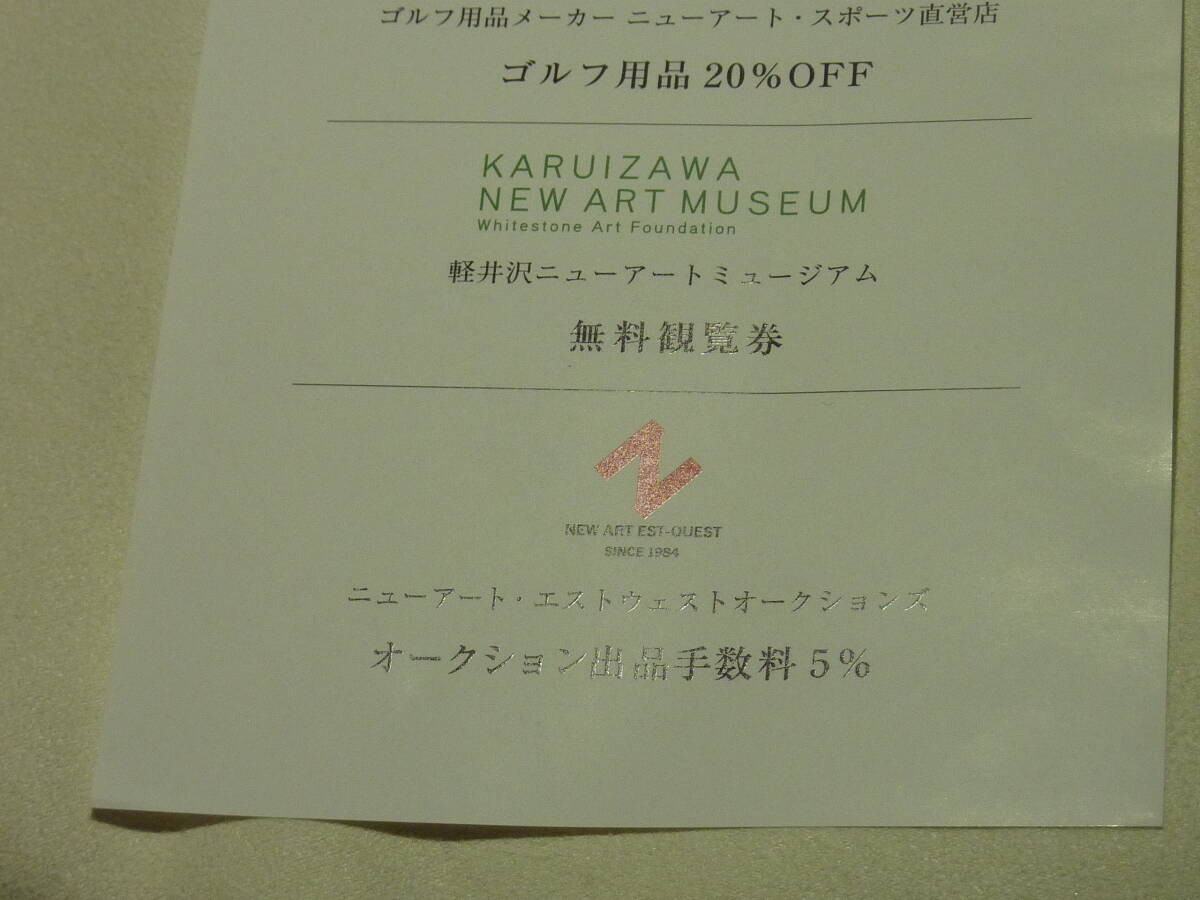 ゴルフ用品メーカー ニューアート・スポーツ直営店
ゴルフ用品 20%OFF
KARUIZAWA
NEW ART MUSEUM
Whitestone Art Foundation
軽井沢ニューアートミュージアム
無料観覧券
NEW ART EST-OUEST
SINCE 1984
ニューアート・エストウェストオークションズ
オークション出品手数料 5%